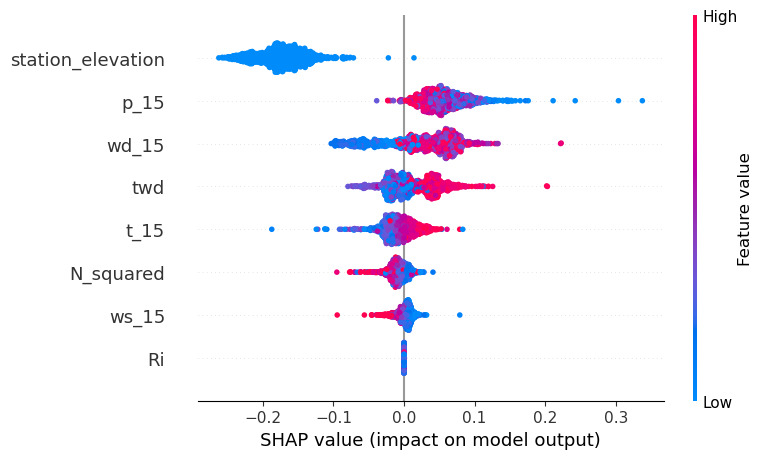 High
station_elevation
p_15
wd_15
twd
t_15
N_squared
ws_15
Ri
Feature value
Low
−0.2 −0.1 0.0 0.1 0.2 0.3
SHAP value (impact on model output)